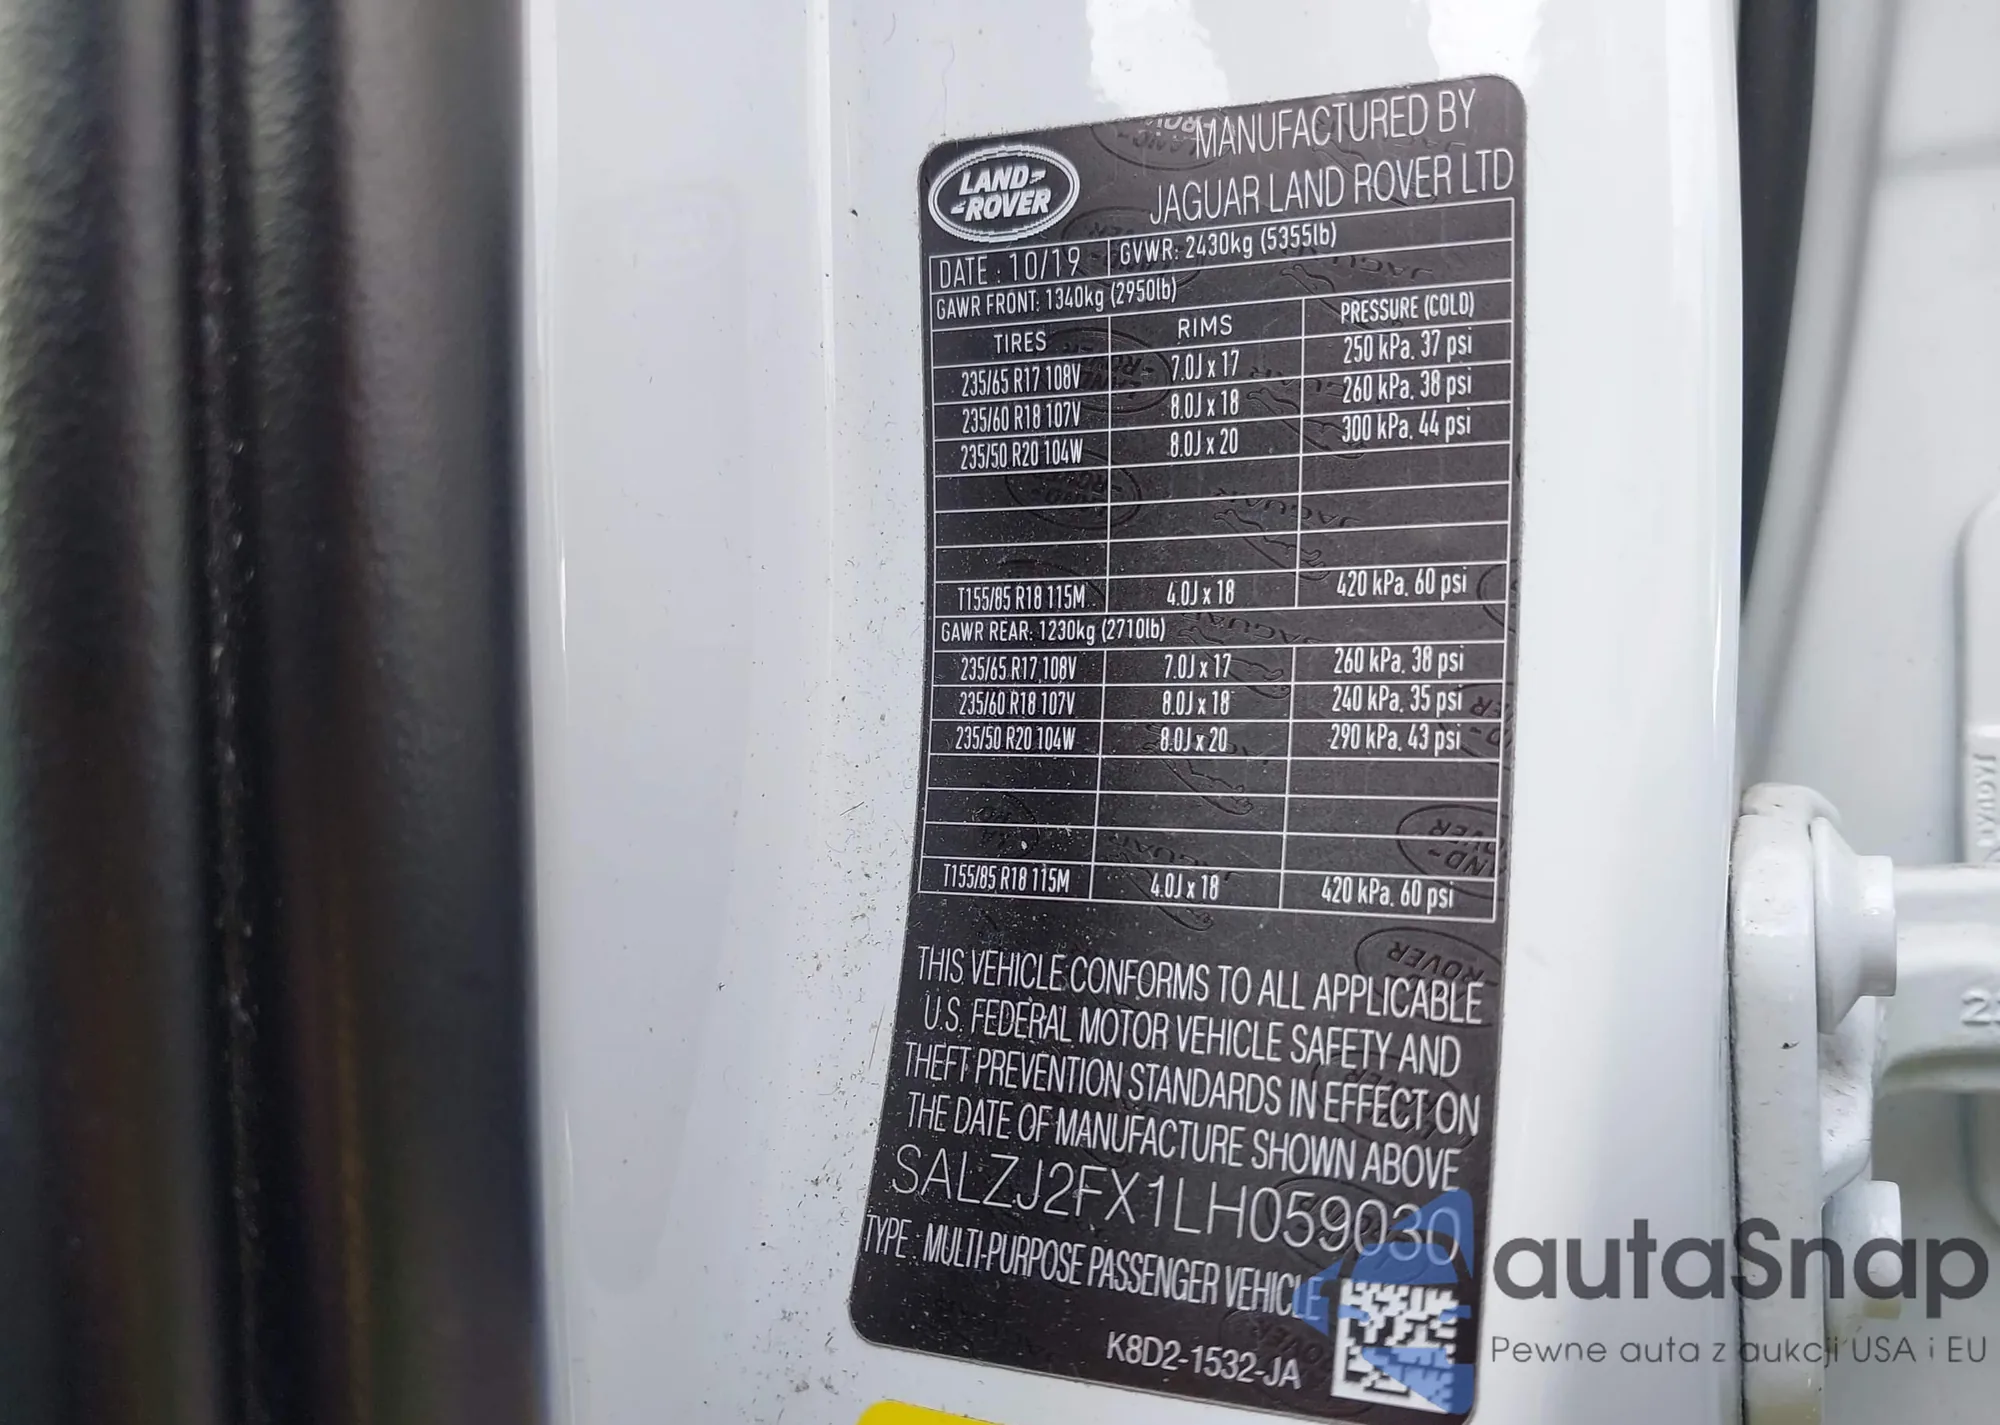 MANUFACTURED BY
LAND-
-ROVER
JAGUAR LAND ROVER LTD
DATE : 10/19 GVWR: 2430kg (5355lb)
GAWR FRONT: 1340kg (2950lb)
TIRES RIMS PRESSURE (COLD)
235/65 R17 108V 7.0J x 17 250 kPa, 37 psi
235/60 R18 107V 8.0J x 18 260 kPa, 38 psi
235/50 R20 104W 8.0J x 20 300 kPa, 44 psi
T155/85 R18 115M 4.0J x 18 420 kPa, 60 psi
GAWR REAR: 1230kg (2710lb)
235/65 R17 108V 7.0J x 17 260 kPa, 38 psi
235/60 R18 107V 8.0J x 18 240 kPa, 35 psi
235/50 R20 104W 8.0J x 20 290 kPa, 43 psi
T155/85 R18 115M 4.0J x 18 420 kPa, 60 psi
THIS VEHICLE CONFORMS TO ALL APPLICABLE
U.S. FEDERAL MOTOR VEHICLE SAFETY AND
THEFT PREVENTION STANDARDS IN EFFECT ON
THE DATE OF MANUFACTURE SHOWN ABOVE
SALZJ2FX1LH059030
TYPE : MULTI-PURPOSE PASSENGER VEHICLE
K8D2-1532-JA
autaSnap
Pewne auta z aukcji USA i EU